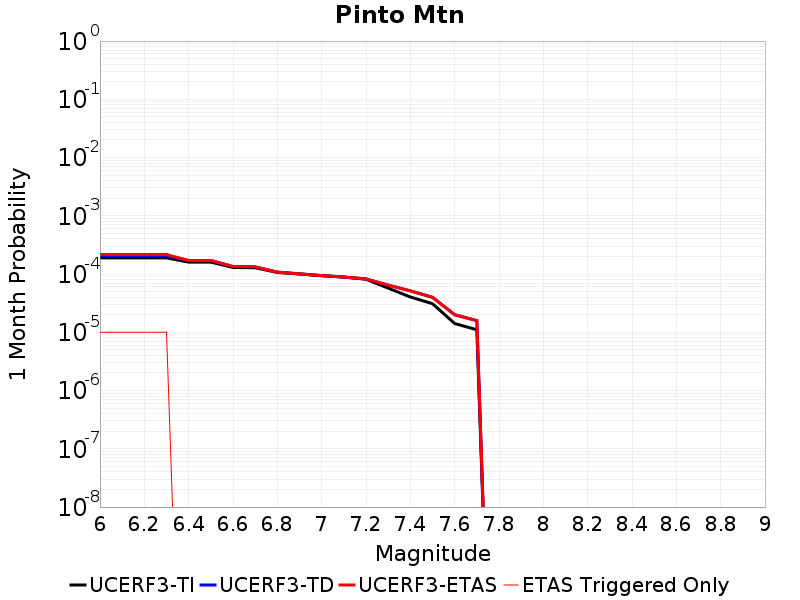 Pinto Mtn
1 Month Probability
10^0
10^-1
10^-2
10^-3
10^-4
10^-5
10^-6
10^-7
10^-8
6 6.2 6.4 6.6 6.8 7 7.2 7.4 7.6 7.8 8 8.2 8.4 8.6 8.8 9
Magnitude
UCERF3-TI UCERF3-TD UCERF3-ETAS ETAS Triggered Only